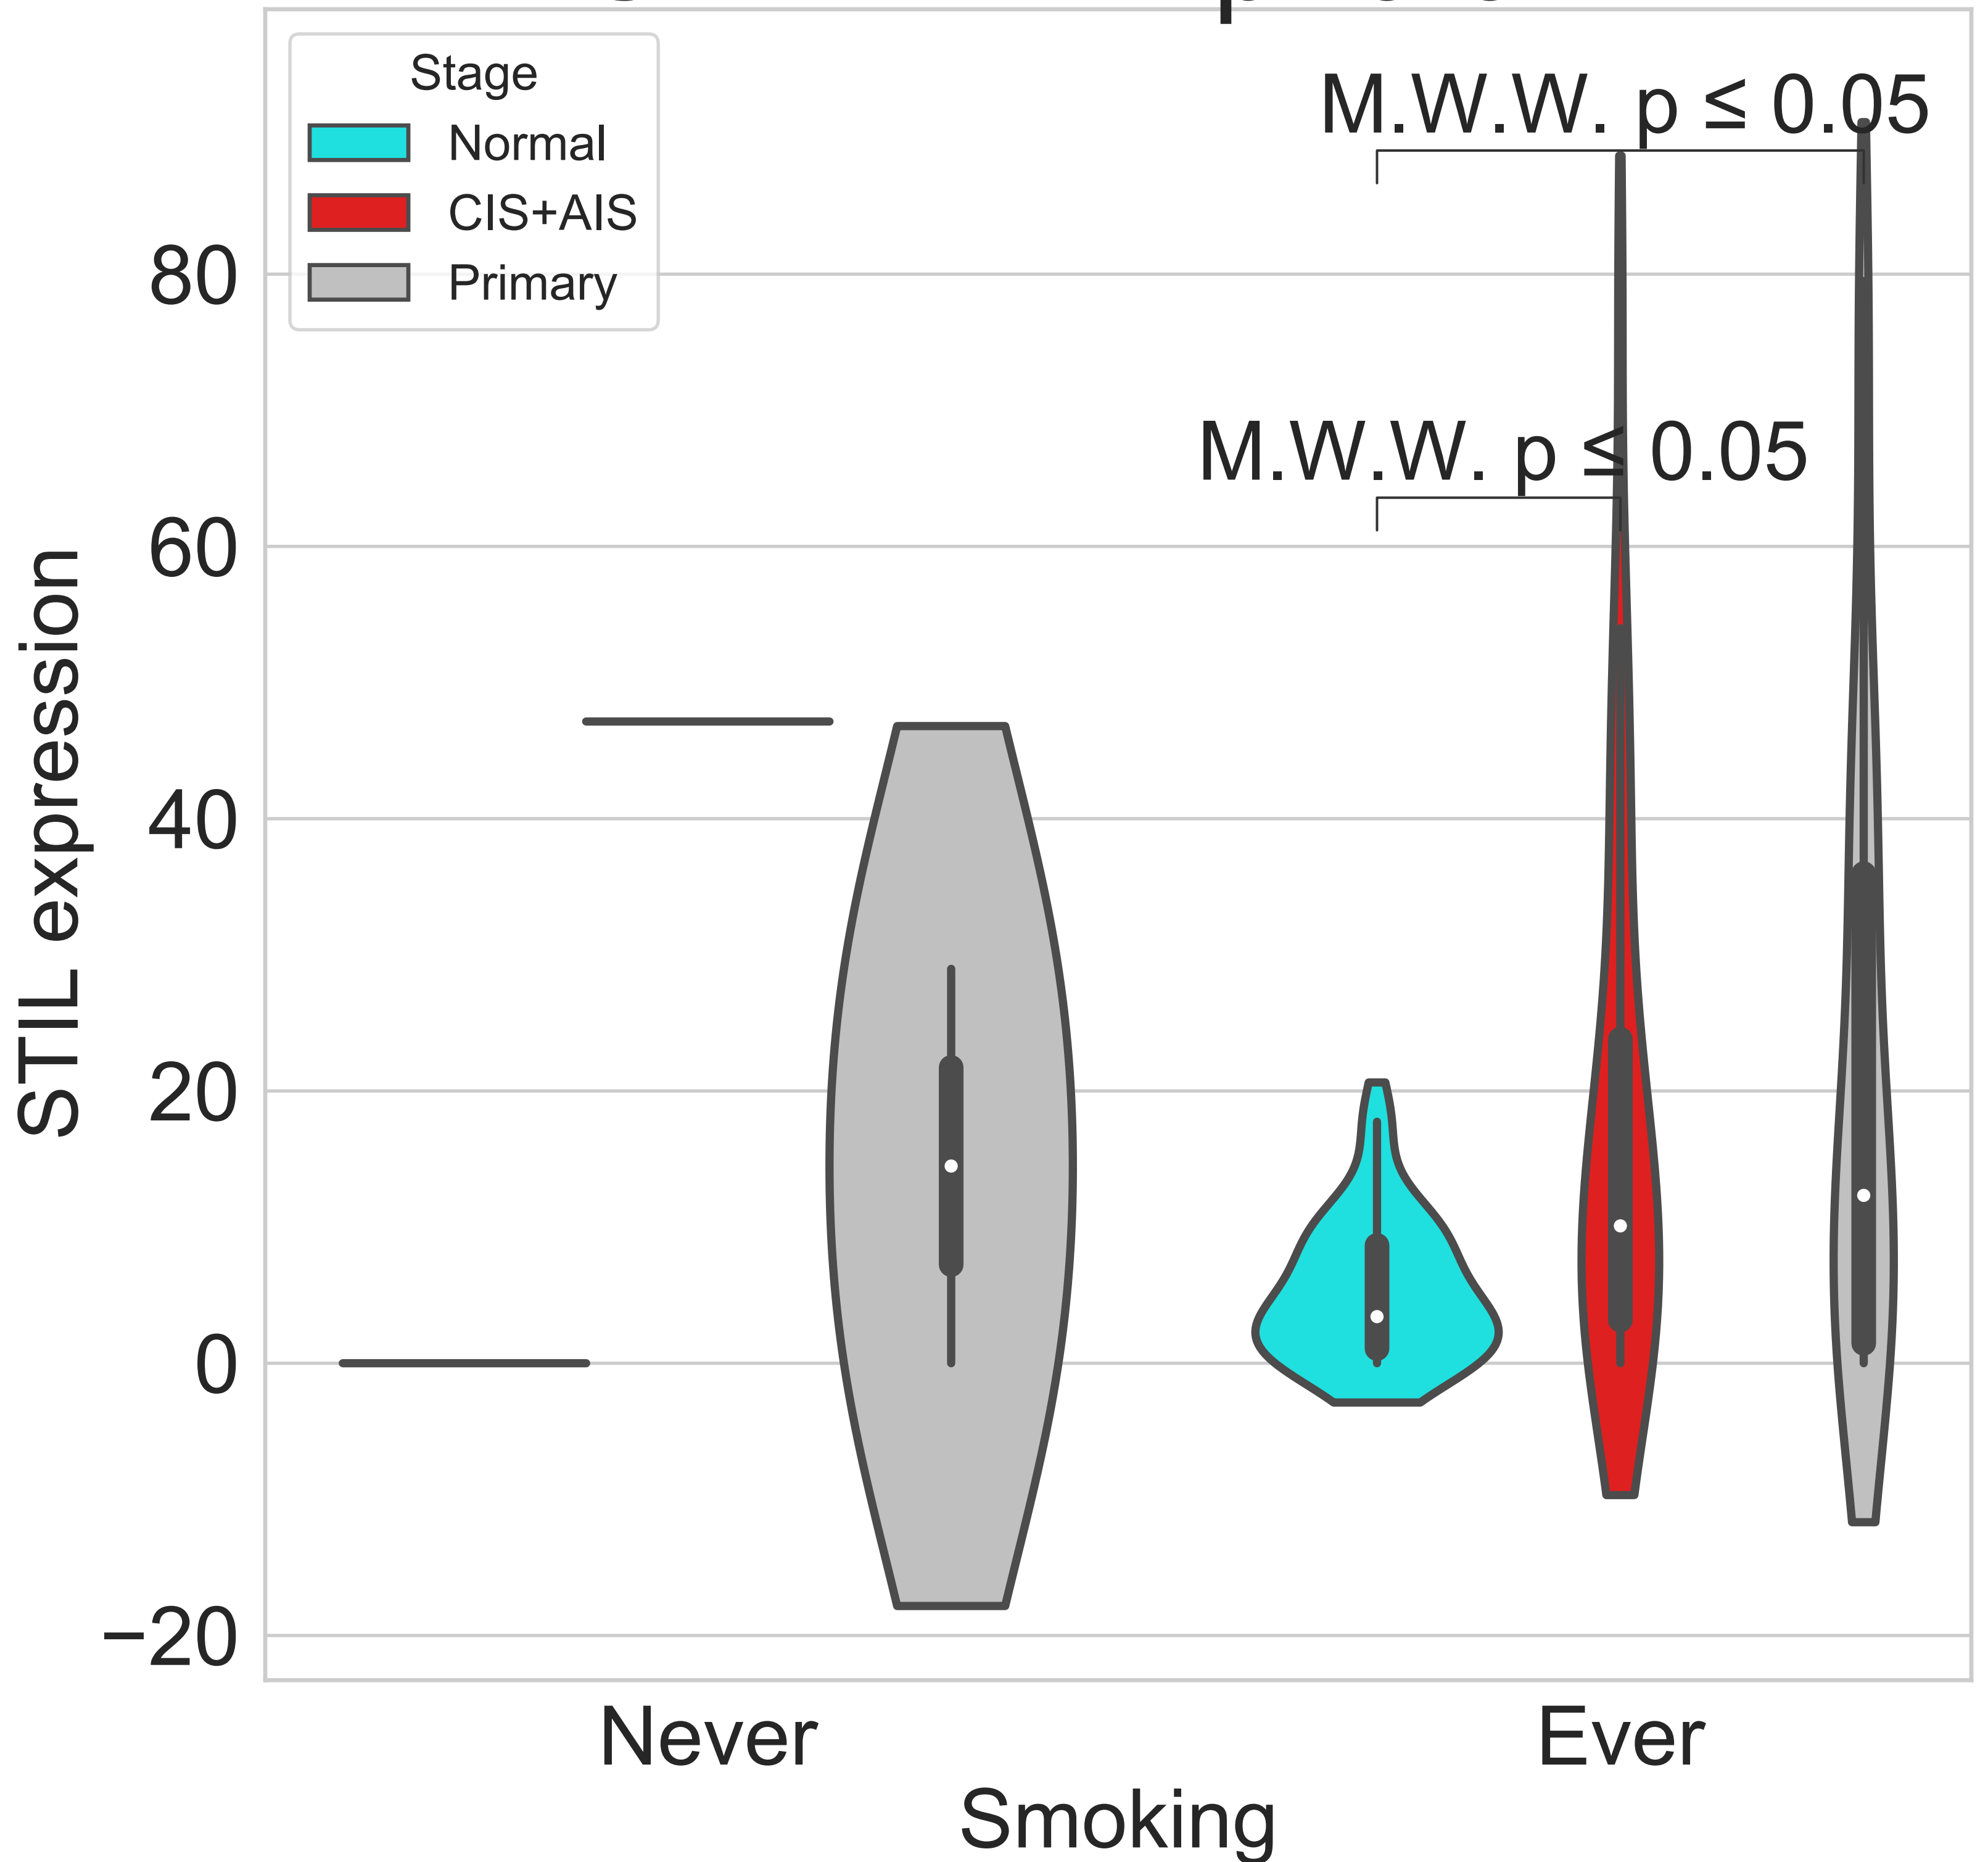 Stage
Normal
CIS+AIS
Primary
M.W.W. p ≤ 0.05
M.W.W. p ≤ 0.05
80
60
40
20
0
−20
STIL expression
Never
Ever
Smoking